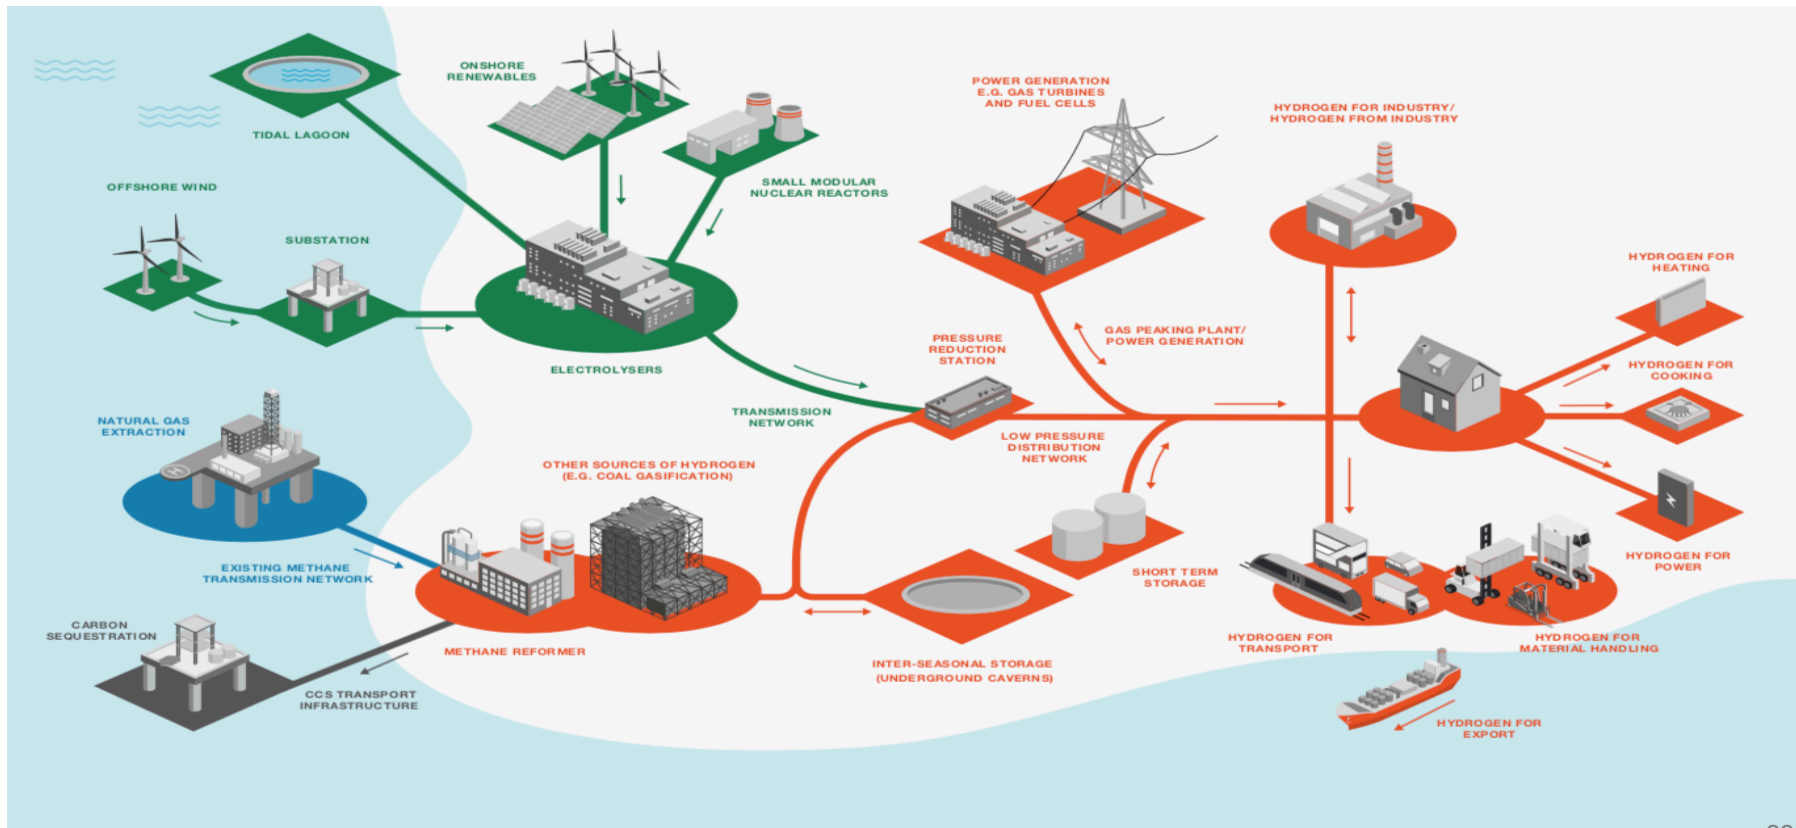 ONSHORE
RENEWABLES
TIDAL LAGOON
OFFSHORE WIND
SUBSTATION
SMALL MODULAR
NUCLEAR REACTORS
ELECTROLYSERS
TRANSMISSION
NETWORK
POWER GENERATION
E.G. GAS TURBINES
AND FUEL CELLS
HYDROGEN FOR INDUSTRY/
HYDROGEN FROM INDUSTRY
GAS PEAKING PLANT/
POWER GENERATION
PRESSURE
REDUCTION
STATION
LOW PRESSURE
DISTRIBUTION
NETWORK
HYDROGEN FOR
HEATING
HYDROGEN FOR
COOKING
HYDROGEN FOR
POWER
NATURAL GAS
EXTRACTION
H
EXISTING METHANE
TRANSMISSION NETWORK
OTHER SOURCES OF HYDROGEN
(E.G. COAL GASIFICATION)
METHANE REFORMER
CARBON
SEQUESTRATION
CCS TRANSPORT
INFRASTRUCTURE
SHORT TERM
STORAGE
INTER-SEASONAL STORAGE
(UNDERGROUND CAVERNS)
HYDROGEN FOR
TRANSPORT
HYDROGEN FOR
MATERIAL HANDLING
HYDROGEN FOR
EXPORT